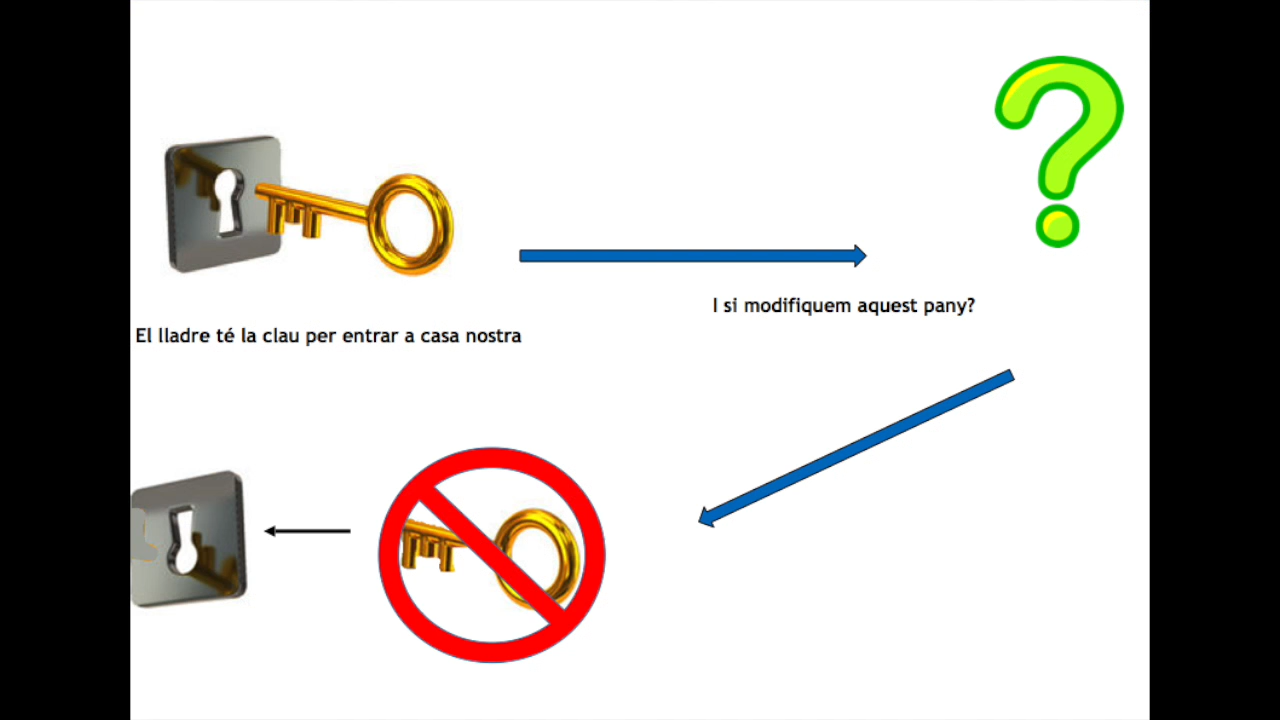 I si modifiquem aquest pany?
El lladre té la clau per entrar a casa nostra